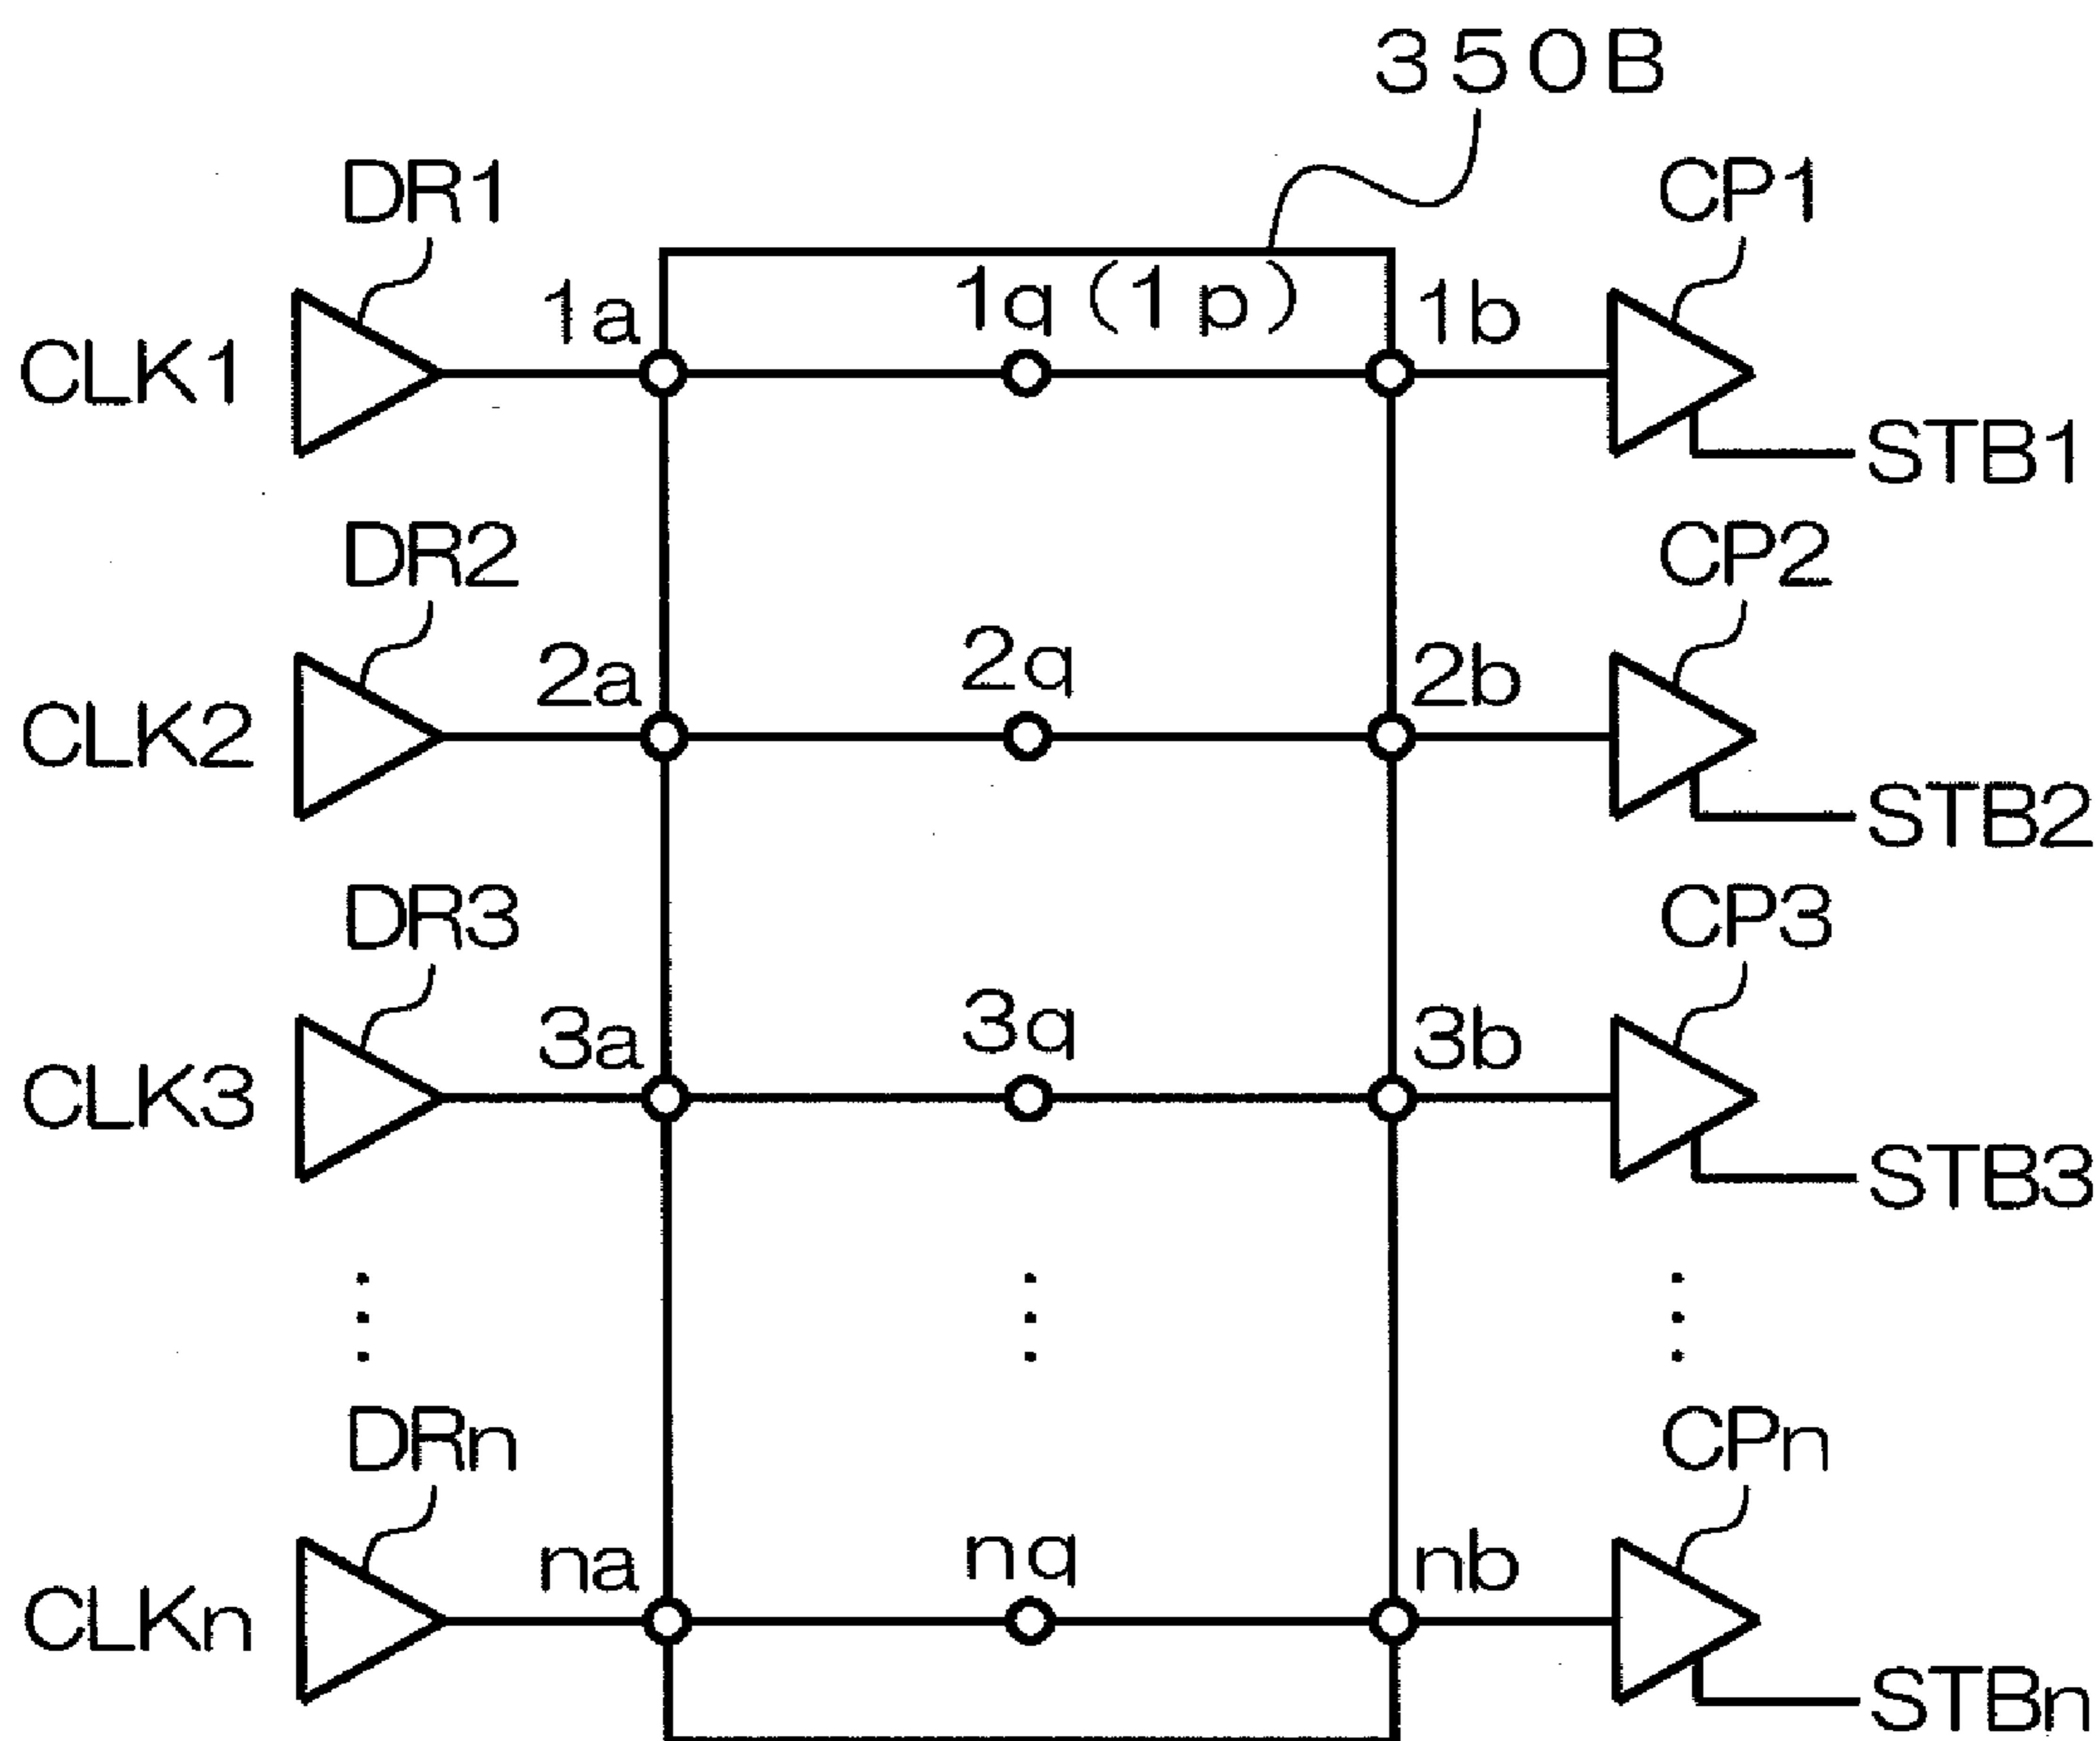 350B
DR1
CP1
1a
1q (1p)
1b
CLK1
STB1
DR2
CP2
2a
2q
2b
CLK2
STB2
DR3
CP3
3a
3q
3b
CLK3
STB3
DRn
CPn
na
nq
nb
CLKn
STBn